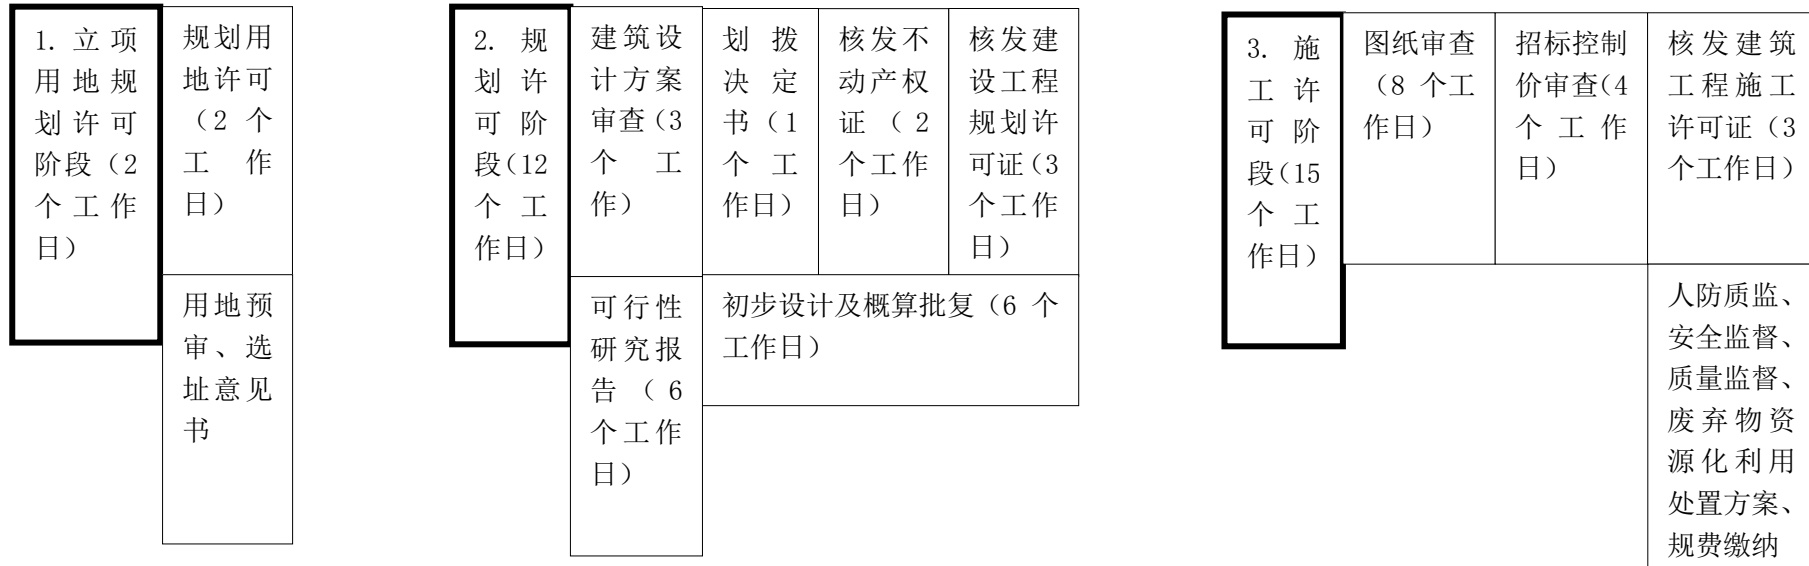 1. 立项
用地规
划许可
阶段（2
个工作
日）
规划用
地许可
（2 个
工作
日）
用地预
审、选
址意见
书
2. 规
划许
可阶
段(12
个工
作日)
建筑设
计方案
审查(3
个工
作)
划拨
决定
书（1
个工
作日）
核发不
动产权
证（2
个工作
日）
核发建
设工程
规划许
可证(3
个工作
日)
可行性
研究报
告（6
个工作
日）
初步设计及概算批复（6 个
工作日）
3. 施
工许
可阶
段(15
个工
作日)
图纸审查
（8 个工
作日）
招标控制
价审查(4
个工作
日)
核发建筑
工程施工
许可证（3
个工作日）
人防质监、
安全监督、
质量监督、
废弃物资
源化利用
处置方案、
规费缴纳